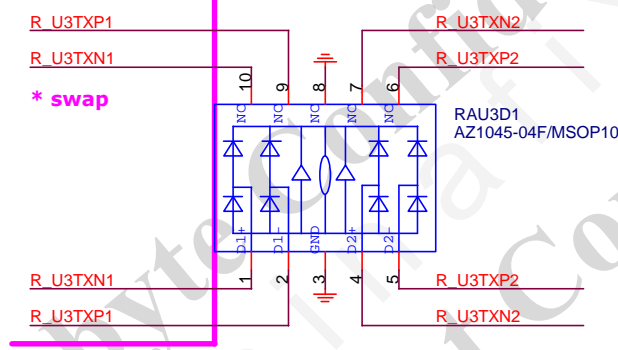 R_U3TXP1
R_U3TXN2
R_U3TXN1
R_U3TXP2
* swap
10
9
8
7
6
NC
NC
NC
NC
NC
RAU3D1
AZ1045-04F/MSOP10
D1+
D1-
GND
D2+
D2-
1
2
3
4
5
R_U3TXN1
R_U3TXP2
R_U3TXP1
R_U3TXN2